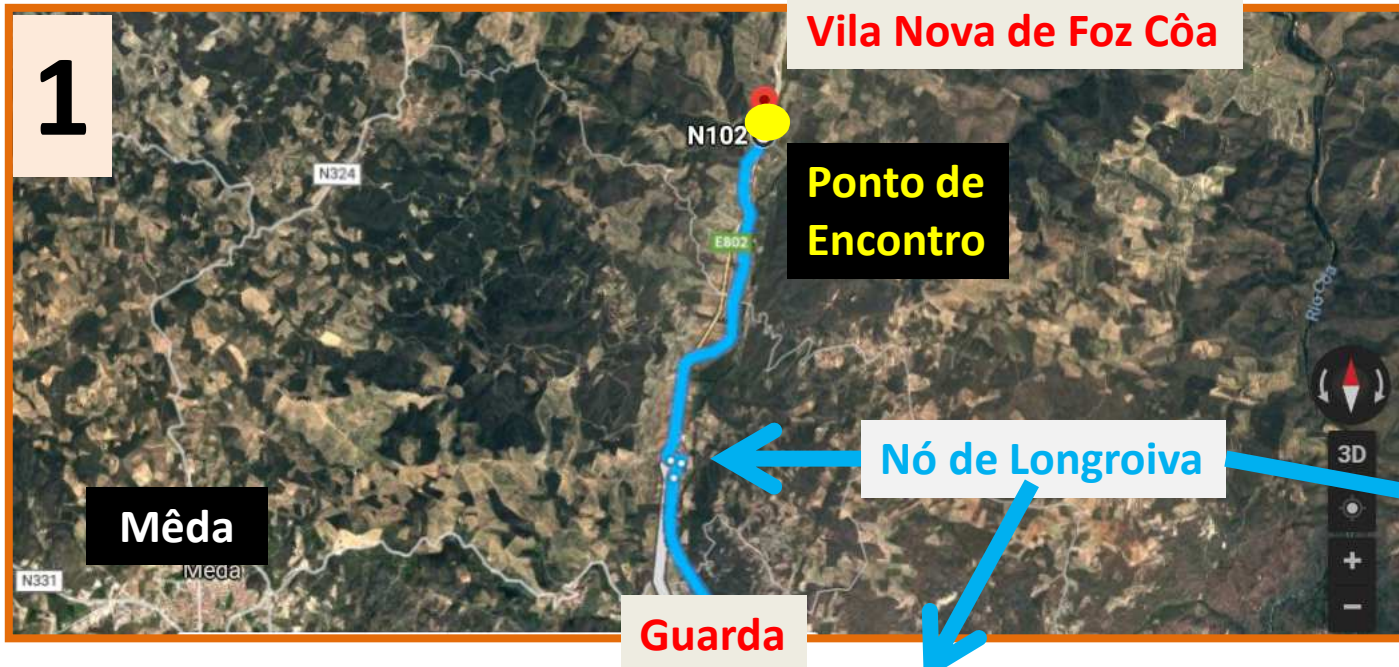 1
Vila Nova de Foz Côa
N102
Ponto de
Encontro
N324
E802
Rio Côa
3D
Nó de Longroiva
Mêda
Meda
N331
+
−
Guarda